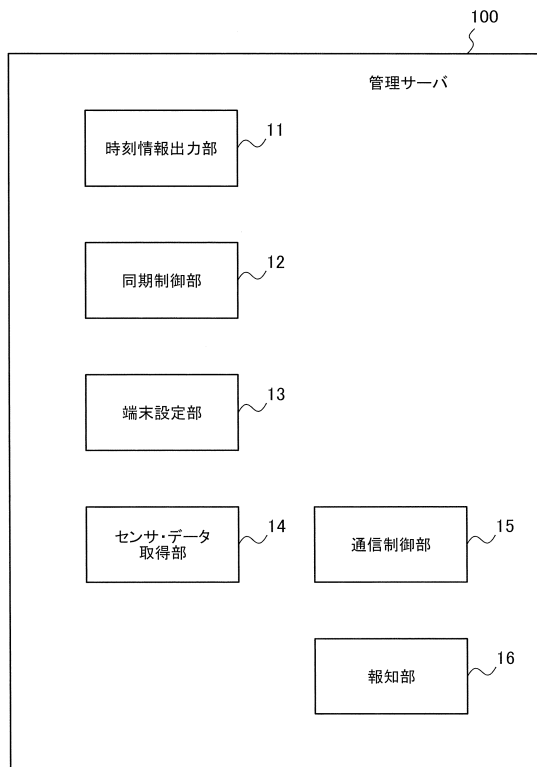 100
管理サーバ
時刻情報出力部
11
同期制御部
12
端末設定部
13
センサ・データ
取得部
14
通信制御部
15
報知部
16